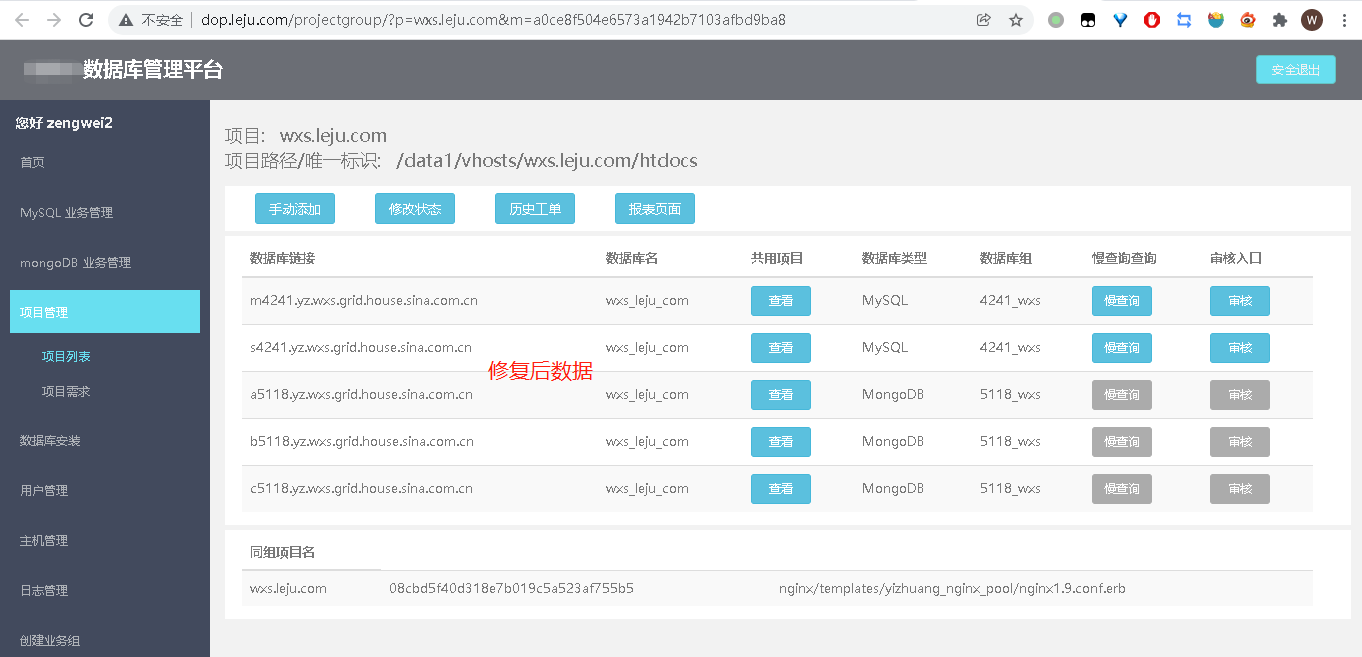 不安全 dop.leju.com/projectgroup/?p=wxs.leju.com&m=a0ce8f504e6573a1942b7103afbd9ba8
W
数据库管理平台
安全退出
您好 zengwei2
首页
MySQL 业务管理
mongoDB 业务管理
项目管理
项目列表
项目需求
数据库安装
用户管理
主机管理
日志管理
创建业务组
项目: wxs.leju.com
项目路径/唯一标识: /data1/vhosts/wxs.leju.com/htdocs
手动添加 修改状态 历史工单 报表页面
数据库链接 数据库名 共用项目 数据库类型 数据库组 慢查询查询 审核入口
m4241.yz.wxs.grid.house.sina.com.cn wxs_leju_com 查看 MySQL 4241_wxs 慢查询 审核
s4241.yz.wxs.grid.house.sina.com.cn wxs_leju_com 查看 MySQL 4241_wxs 慢查询 审核
修复后数据
a5118.yz.wxs.grid.house.sina.com.cn wxs_leju_com 查看 MongoDB 5118_wxs 慢查询 审核
b5118.yz.wxs.grid.house.sina.com.cn wxs_leju_com 查看 MongoDB 5118_wxs 慢查询 审核
c5118.yz.wxs.grid.house.sina.com.cn wxs_leju_com 查看 MongoDB 5118_wxs 慢查询 审核
同组项目名
wxs.leju.com 08cbd5f40d318e7b019c5a523af755b5 nginx/templates/yizhuang_nginx_pool/nginx1.9.conf.erb